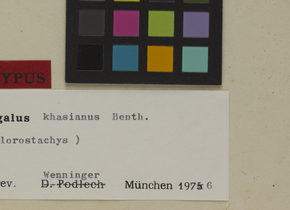 YPUS
galus khasianus Benth.
lorostachys )
Wenninger
ev. D. Podlech München 1975 6